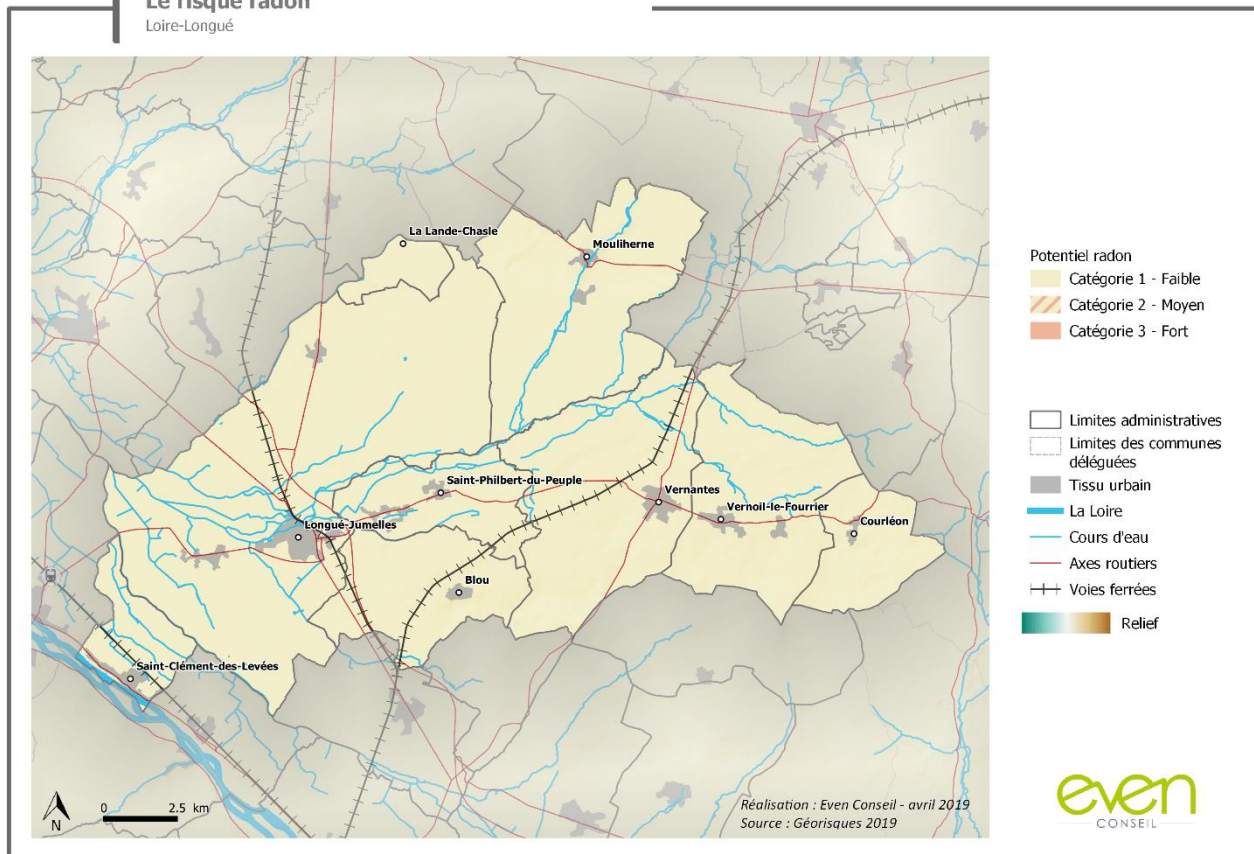 Le risque radon
Loire-Longué
La Lande-Chasle
Mouliherne
Saint-Philbert-du-Peuple
Vernantes
Vernoil-le-Fourrier
Longué-Jumelles
Courléon
Blou
Saint-Clément-des-Levées
N
0 2.5 km
Réalisation : Even Conseil - avril 2019
Source : Géorisques 2019
Potentiel radon
Catégorie 1 - Faible
Catégorie 2 - Moyen
Catégorie 3 - Fort
Limites administratives
Limites des communes
déléguées
Tissu urbain
La Loire
Cours d'eau
Axes routiers
Voies ferrées
Relief
even
CONSEIL